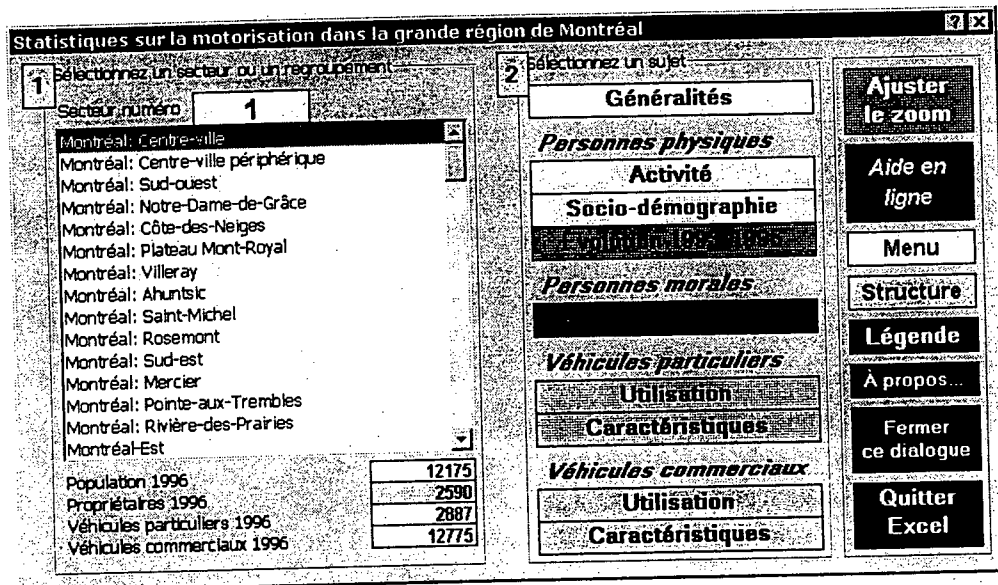 Statistiques sur la motorisation dans la grande région de Montréal
1
Sélectionnez un secteur ou un regroupement
Secteur numéro
1
Montréal: Centre-ville
Montréal: Centre-ville périphérique
Montréal: Sud-ouest
Montréal: Notre-Dame-de-Grâce
Montréal: Côte-des-Neiges
Montréal: Plateau Mont-Royal
Montréal: Villeray
Montréal: Ahuntsic
Montréal: Saint-Michel
Montréal: Rosemont
Montréal: Sud-est
Montréal: Mercier
Montréal: Pointe-aux-Trembles
Montréal: Rivière-des-Prairies
Montréal-Est
Population 1996 12175
Propriétaires 1996 2590
Véhicules particuliers 1996 2887
Véhicules commerciaux 1996 12775
2
Sélectionnez un sujet
Généralités
Personnes physiques
Activité
Socio-démographie
Personnes morales
Véhicules particuliers
Utilisation
Caractéristiques
Véhicules commerciaux
Utilisation
Caractéristiques
Ajuster
le zoom
Aide en
ligne
Menu
Structure
Légende
À propos...
Fermer
ce dialogue
Quitter
Excel